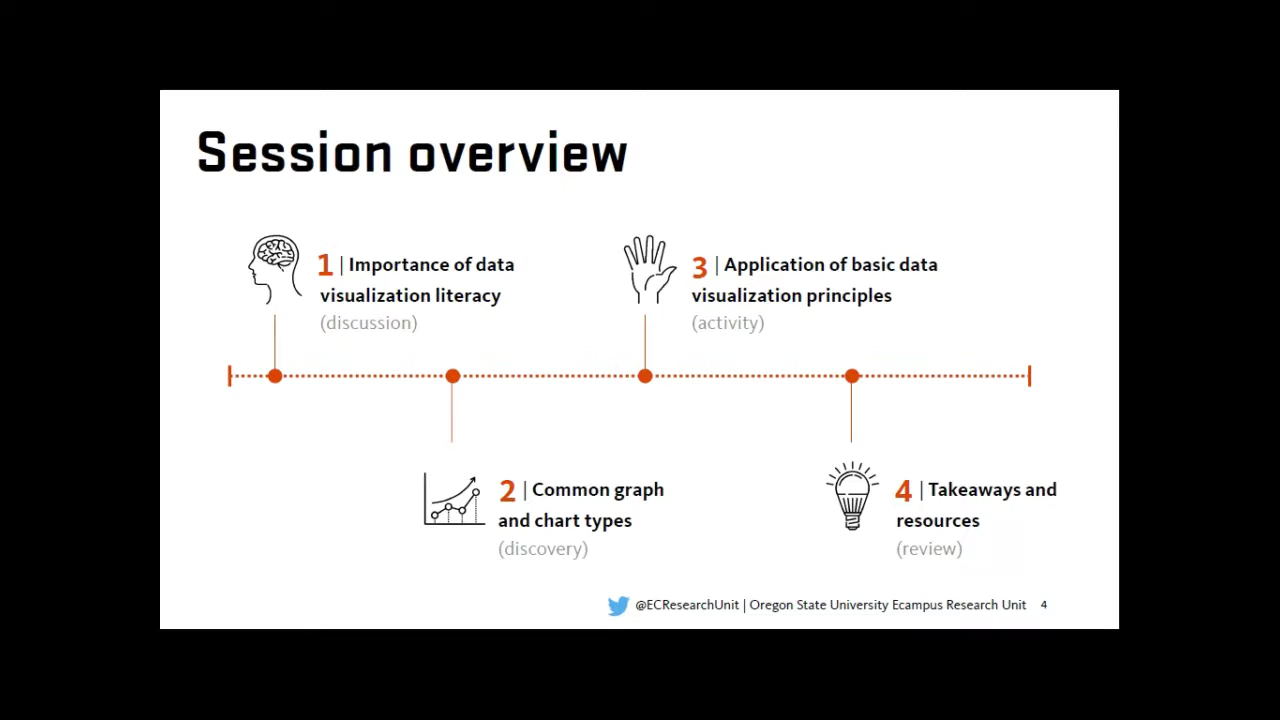 Session overview
1 | Importance of data
visualization literacy
(discussion)
2 | Common graph
and chart types
(discovery)
3 | Application of basic data
visualization principles
(activity)
4 | Takeaways and
resources
(review)
@ECResearchUnit | Oregon State University Ecampus Research Unit 4